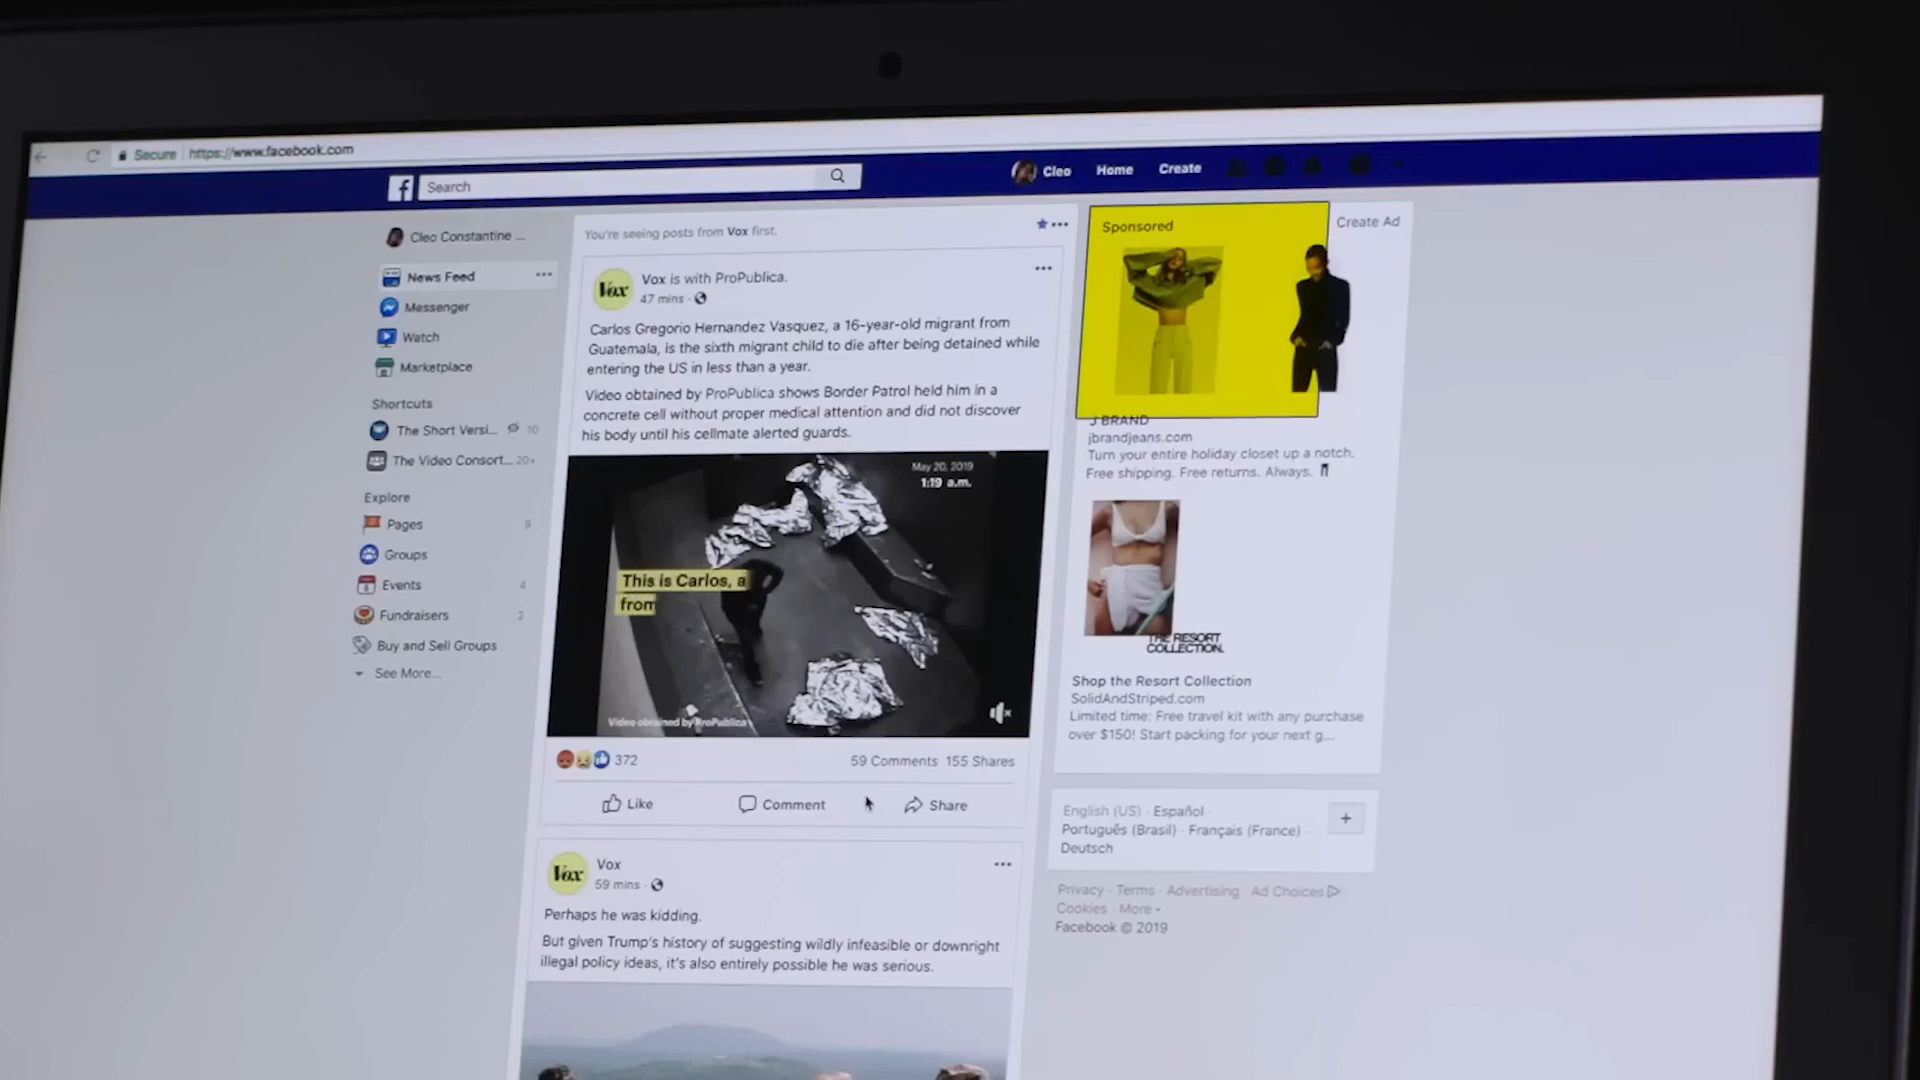 Secure https://www.facebook.com
f Search
Cleo Home Create
Cleo Constantine ...
News Feed
Messenger
Watch
Marketplace
Shortcuts
The Short Versi... 10
The Video Consort... 20+
Explore
Pages 9
Groups
Events 4
Fundraisers 2
Buy and Sell Groups
See More...
You're seeing posts from Vox first.
Vox
Vox is with ProPublica.
47 mins ·
Carlos Gregorio Hernandez Vasquez, a 16-year-old migrant from
Guatemala, is the sixth migrant child to die after being detained while
entering the US in less than a year.
Video obtained by ProPublica shows Border Patrol held him in a
concrete cell without proper medical attention and did not discover
his body until his cellmate alerted guards.
May 20, 2019
1:19 a.m.
This is Carlos, a
from
Video obtained by ProPublica
372
59 Comments 155 Shares
Like Comment Share
Vox
Vox
59 mins ·
Perhaps he was kidding.
But given Trump's history of suggesting wildly infeasible or downright
illegal policy ideas, it's also entirely possible he was serious.
Sponsored
Create Ad
J BRAND
jbrandjeans.com
Turn your entire holiday closet up a notch.
Free shipping. Free returns. Always.
THE RESORT
COLLECTION.
Shop the Resort Collection
SolidAndStriped.com
Limited time: Free travel kit with any purchase
over $150! Start packing for your next g...
English (US) · Español ·
Português (Brasil) · Français (France) ·
Deutsch
+
Privacy · Terms · Advertising · Ad Choices
Cookies · More
Facebook © 2019